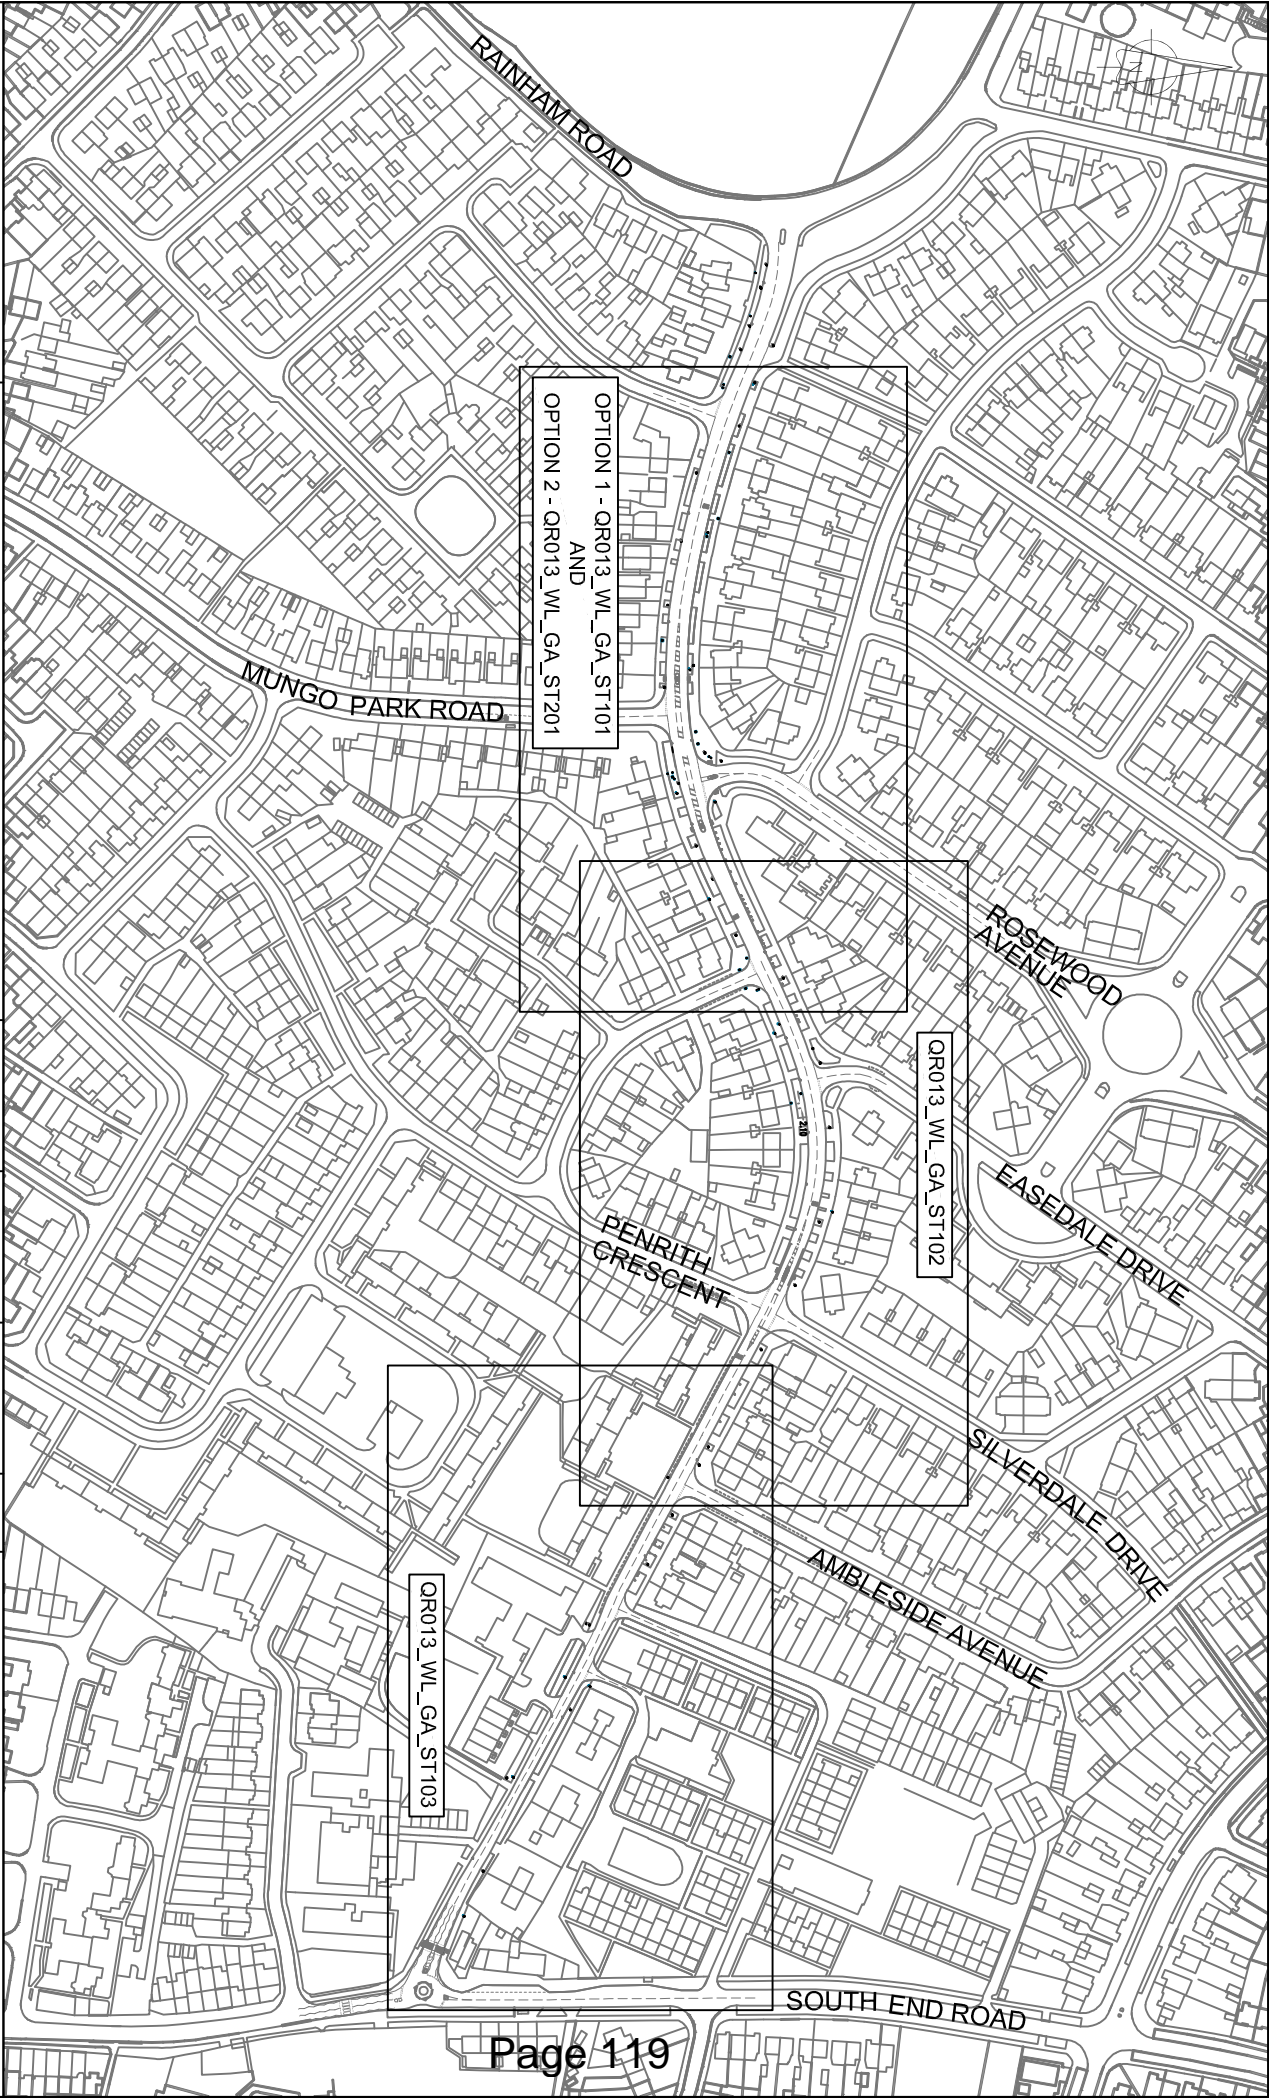 RAINHAM ROAD
OPTION 1 - QR013_WL_GA_ST101
AND
OPTION 2 - QR013_WL_GA_ST201
MUNGO PARK ROAD
ROSEWOOD
AVENUE
QR013_WL_GA_ST102
EASEDALE DRIVE
PENRITH
CRESCENT
SILVERDALE DRIVE
AMBLESIDE AVENUE
QR013_WL_GA_ST103
SOUTH END ROAD
Page 119